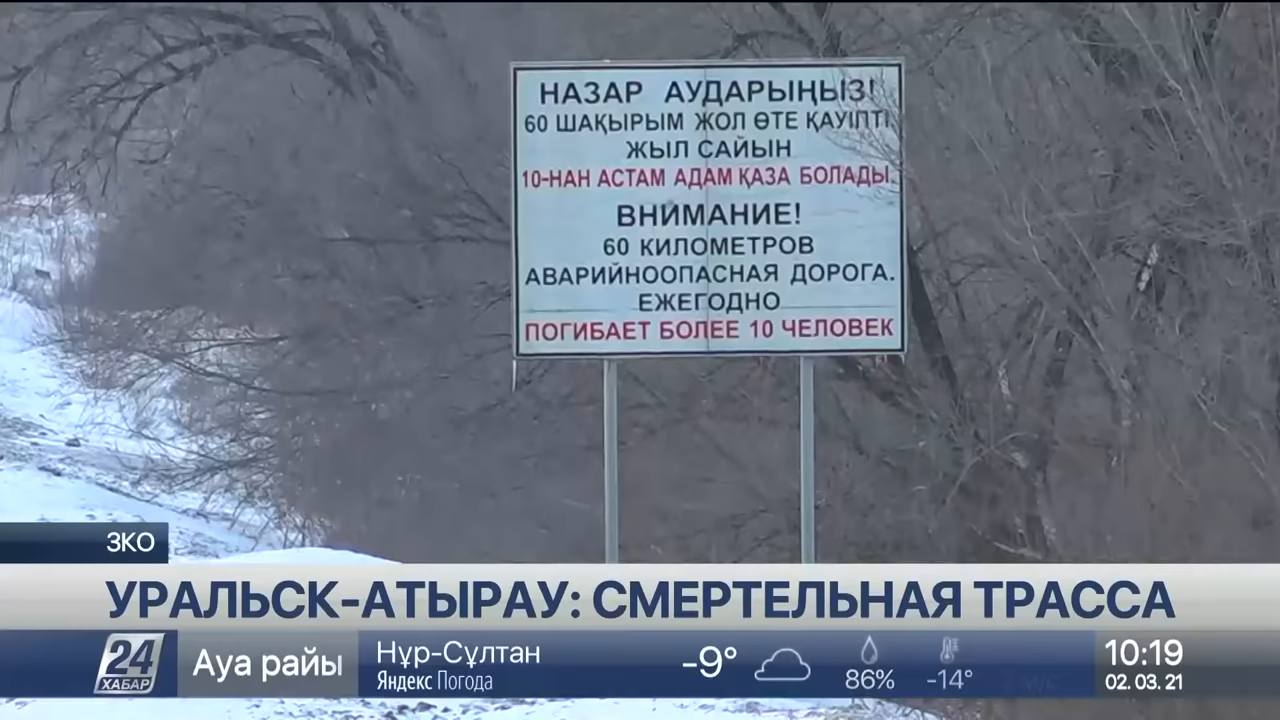 НАЗАР АУДАРЫҢЫЗ!
60 ШАҚЫРЫМ ЖОЛ ӨТЕ ҚАУІПТІ
ЖЫЛ САЙЫН
10-НАН АСТАМ АДАМ ҚАЗА БОЛАДЫ.
ВНИМАНИЕ!
60 КИЛОМЕТРОВ
АВАРИЙНООПАСНАЯ ДОРОГА.
ЕЖЕГОДНО
ПОГИБАЕТ БОЛЕЕ 10 ЧЕЛОВЕК
ЗКО
УРАЛЬСК-АТЫРАУ: СМЕРТЕЛЬНАЯ ТРАССА
24
ХАБАР
Ауа райы
Нұр-Сұлтан
Яндекс Погода
-9°
86%
-14°
10:19
02. 03. 21